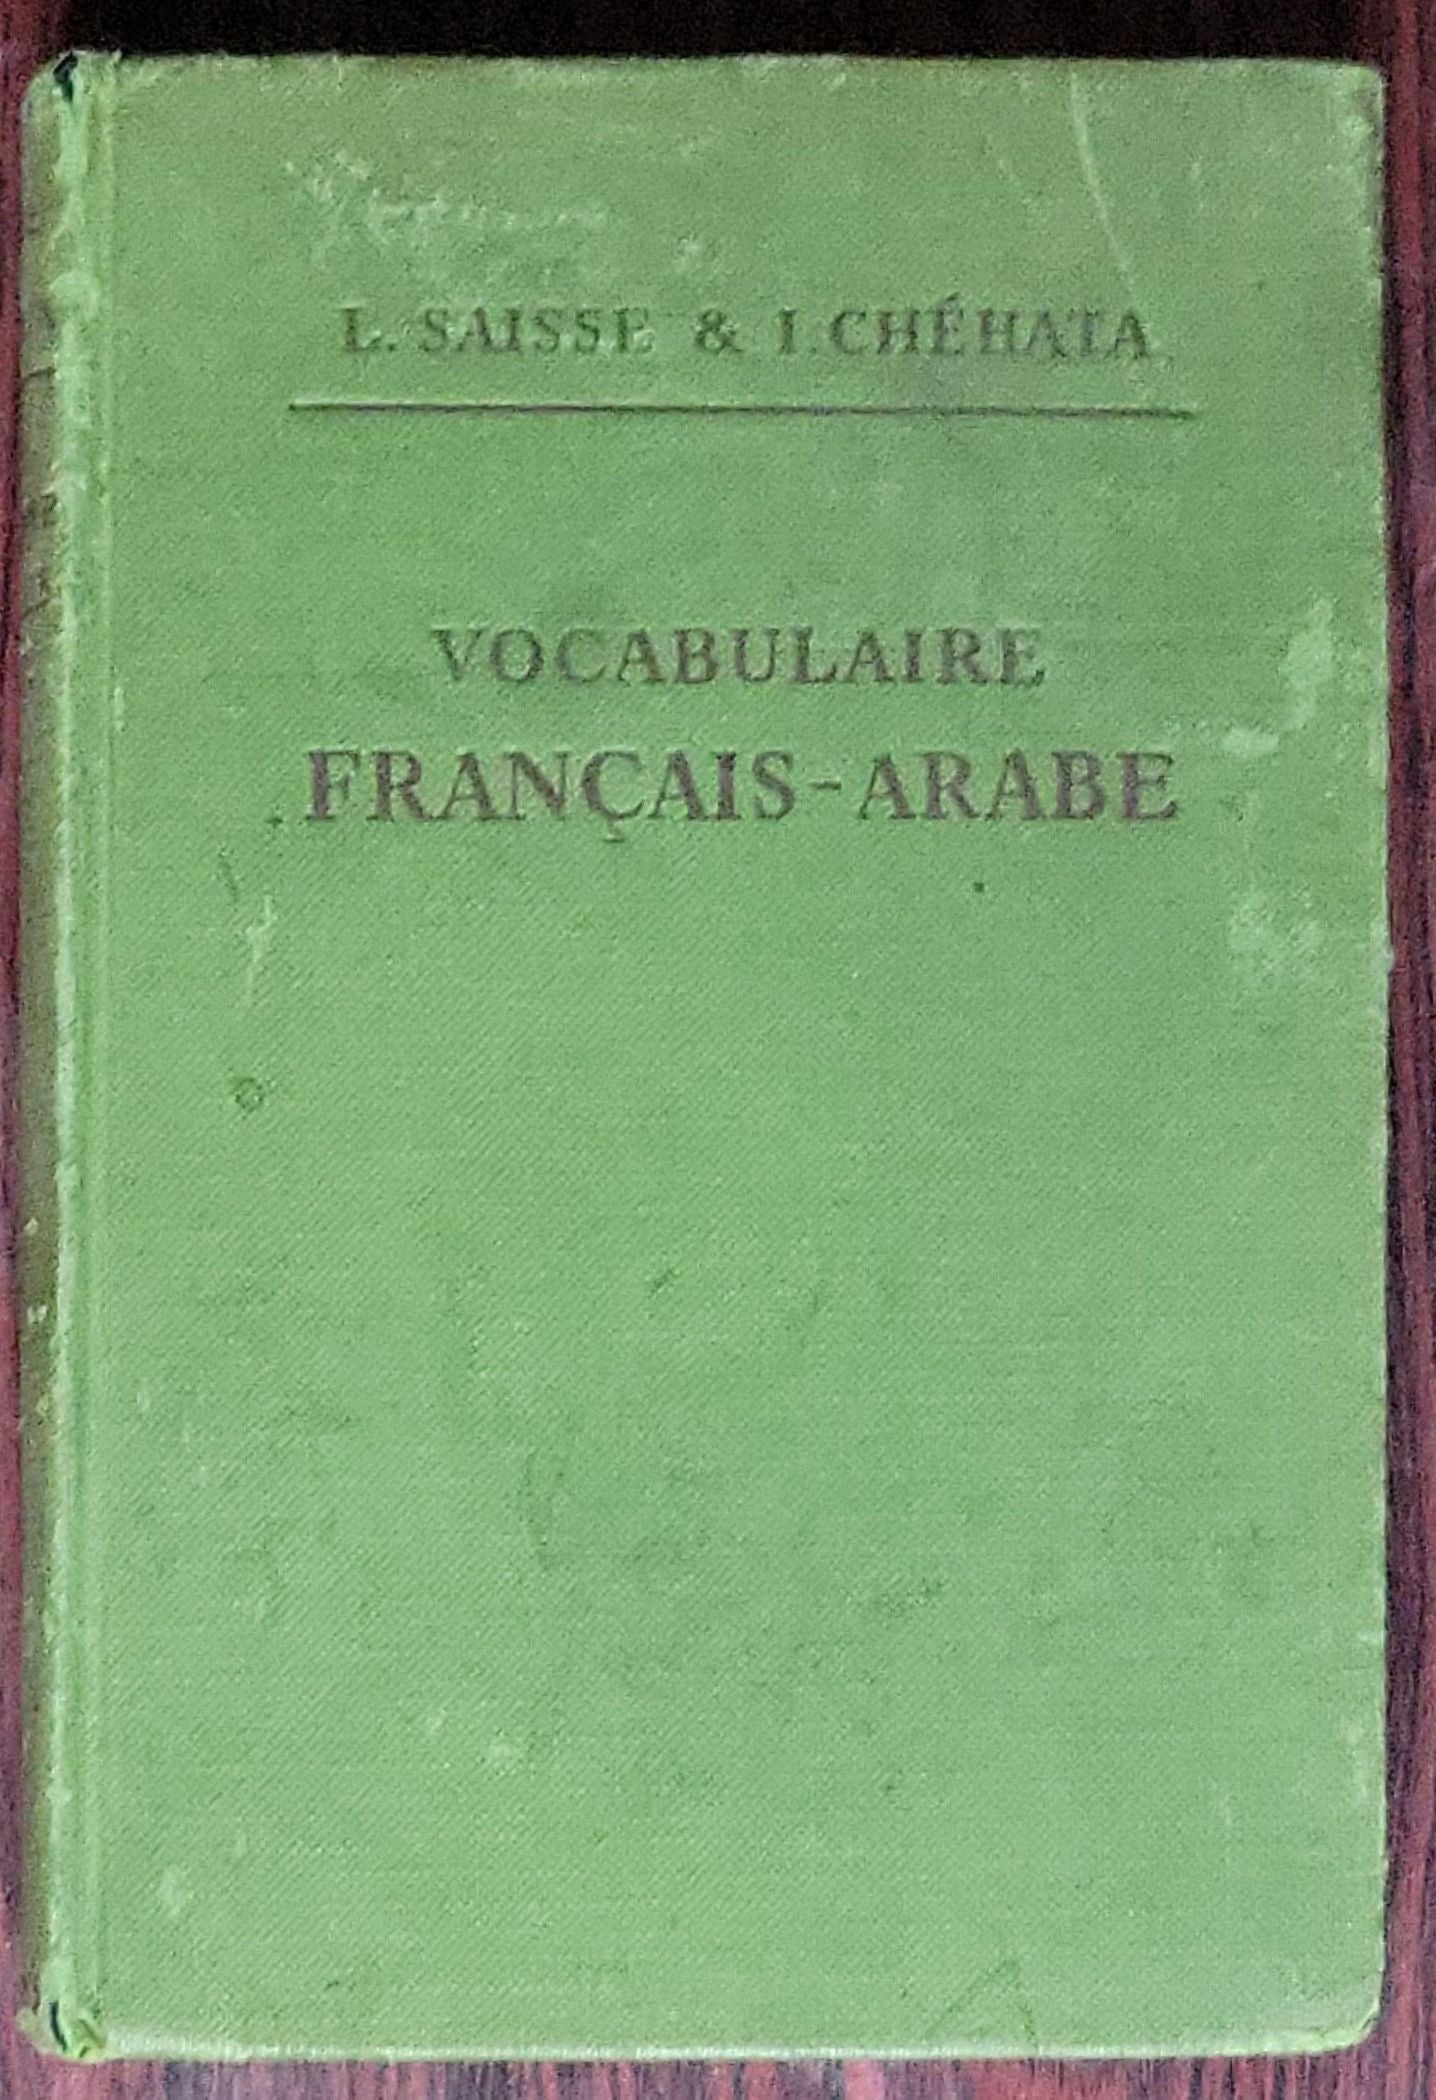 L. SAISSE & I. CHÉHATA
VOCABULAIRE
FRANÇAIS-ARABE